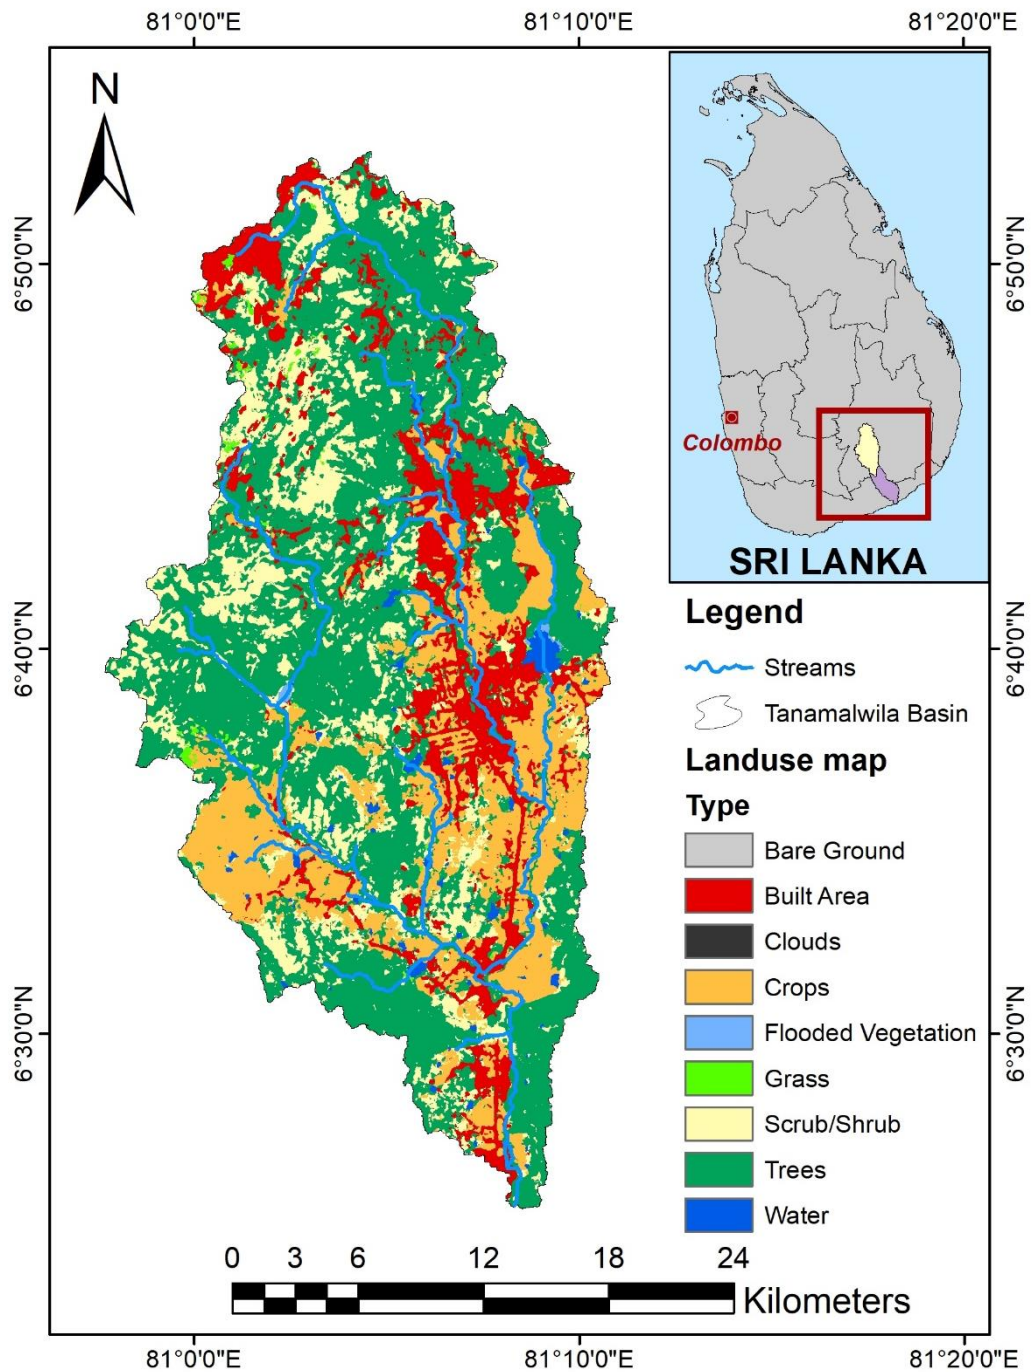 81°0'0"E 81°10'0"E 81°20'0"E
N
6°50'0"N
6°50'0"N
Colombo
SRI LANKA
Legend
Streams
Tanamalwila Basin
6°40'0"N
6°40'0"N
Landuse map
Type
Bare Ground
Built Area
Clouds
Crops
Flooded Vegetation
Grass
Scrub/Shrub
Trees
Water
6°30'0"N
6°30'0"N
0 3 6 12 18 24
Kilometers
81°0'0"E 81°10'0"E 81°20'0"E